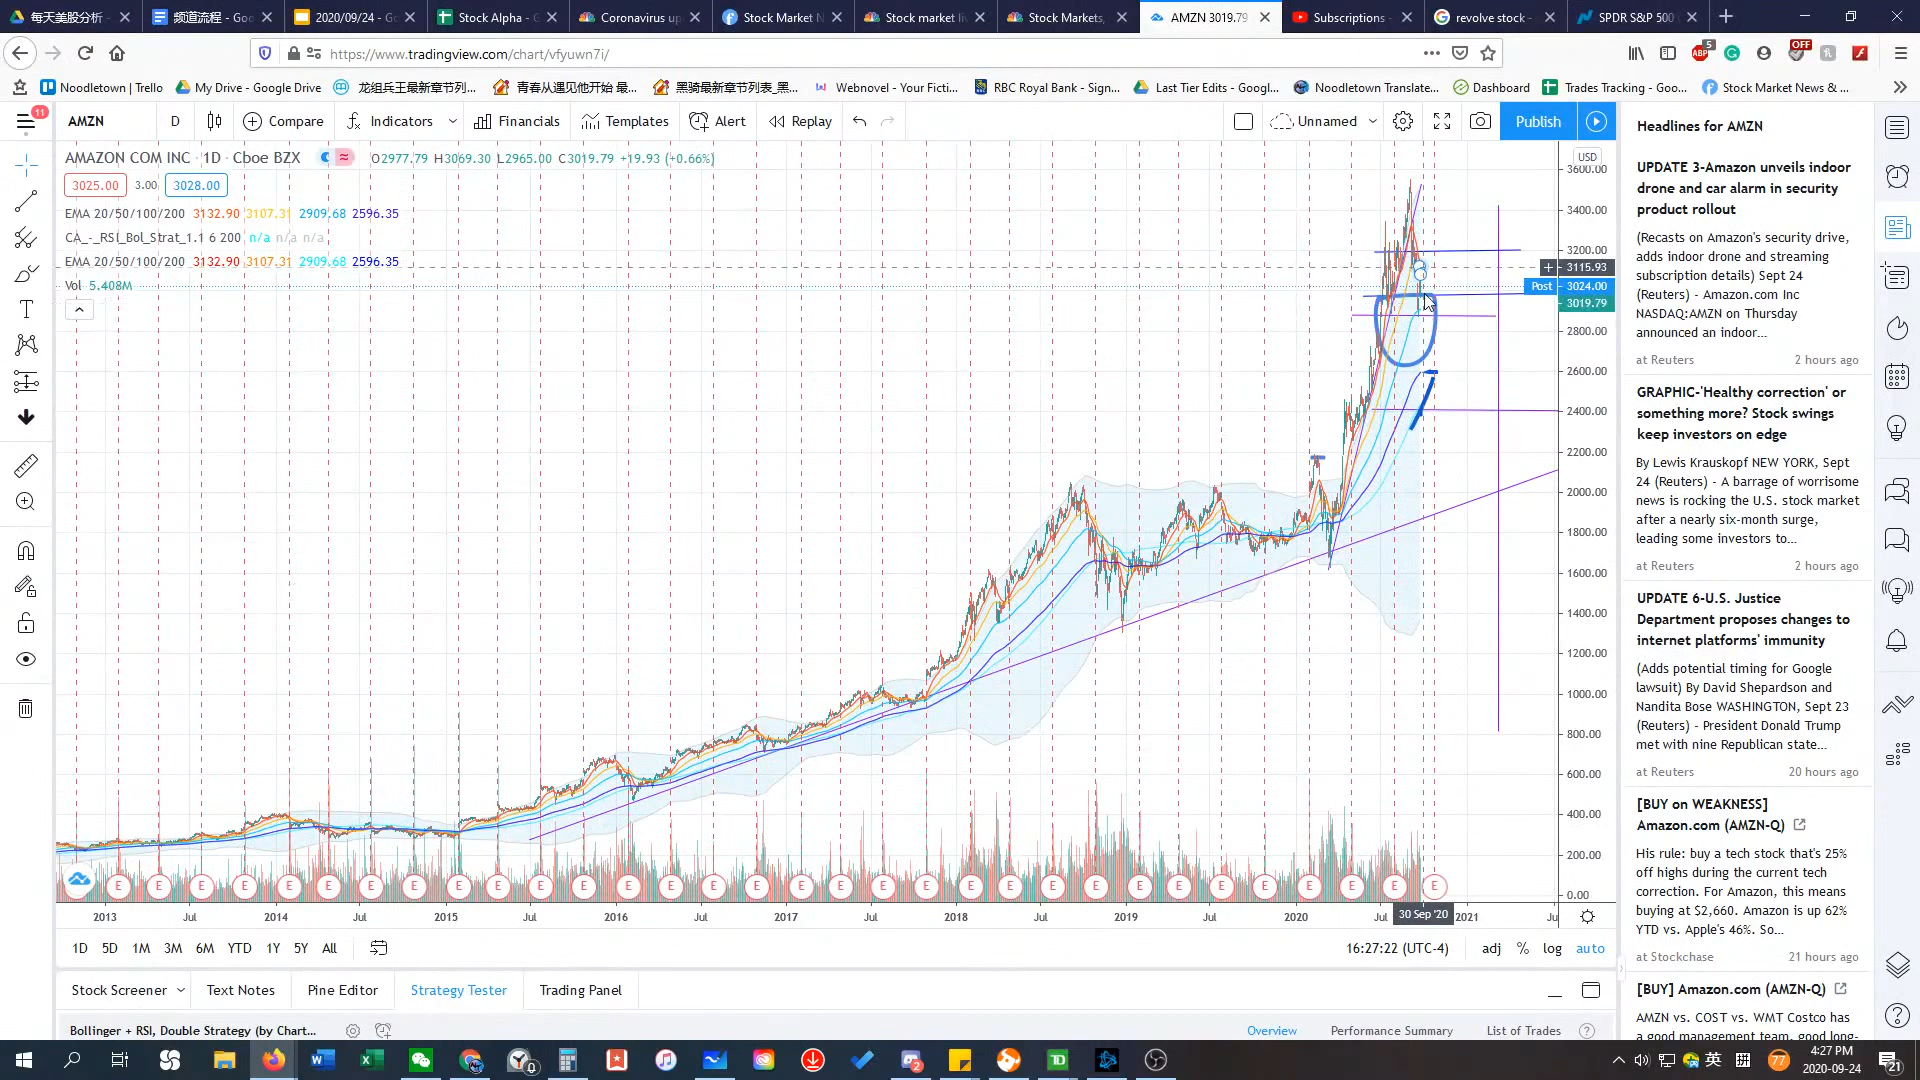 每天美股分析 -
频道流程 - Goo
2020/09/24 - G
Stock Alpha - G
Coronavirus up
Stock Market N
Stock market li
Stock Markets,
AMZN 3019.79
Subscriptions -
revolve stock -
SPDR S&P 500
https://www.tradingview.com/chart/vfyuwn7i/
5
OFF
Noodletown | Trello
My Drive - Google Drive
龙组兵王最新章节列...
青春从遇见他开始 最...
黑骑最新章节列表_黑...
Webnovel - Your Ficti...
RBC Royal Bank - Sign...
Last Tier Edits - Googl...
Noodletown Translate...
Dashboard
Trades Tracking - Goo...
Stock Market News & ...
11
AMZN
D
Compare
Indicators
Financials
Templates
Alert
Replay
Unnamed
Publish
AMAZON COM INC · 1D · Cboe BZX
O2977.79 H3069.30 L2965.00 C3019.79 +19.93 (+0.66%)
3025.00
3.00
3028.00
EMA 20/50/100/200 3132.90 3107.31 2909.68 2596.35
CA_-_RSI_Bol_Strat_1.1 6 200 n/a n/a n/a
EMA 20/50/100/200 3132.90 3107.31 2909.68 2596.35
Vol 5.408M
USD
3600.00
3400.00
3200.00
3115.93
Post 3024.00
3019.79
2800.00
2600.00
2400.00
2200.00
2000.00
1800.00
1600.00
1400.00
1200.00
1000.00
800.00
600.00
400.00
200.00
0.00
E E E E E E E E E E E E E E E E E E E E E E E E E E E E E E E E
2013 Jul 2014 Jul 2015 Jul 2016 Jul 2017 Jul 2018 Jul 2019 Jul 2020 Jul 30 Sep '20 2021 Ju
1D 5D 1M 3M 6M YTD 1Y 5Y All
16:27:22 (UTC-4)
adj % log auto
Stock Screener
Text Notes
Pine Editor
Strategy Tester
Trading Panel
Bollinger + RSI, Double Strategy (by Chart...
Overview
Performance Summary
List of Trades
Headlines for AMZN
UPDATE 3-Amazon unveils indoor
drone and car alarm in security
product rollout
(Recasts on Amazon's security drive,
adds indoor drone and streaming
subscription details) Sept 24
(Reuters) - Amazon.com Inc
NASDAQ:AMZN on Thursday
announced an indoor...
at Reuters
2 hours ago
GRAPHIC-'Healthy correction' or
something more? Stock swings
keep investors on edge
By Lewis Krauskopf NEW YORK, Sept
24 (Reuters) - A barrage of worrisome
news is rocking the U.S. stock market
after a nearly six-month surge,
leading some investors to...
at Reuters
2 hours ago
UPDATE 6-U.S. Justice
Department proposes changes to
internet platforms' immunity
(Adds potential timing for Google
lawsuit) By David Shepardson and
Nandita Bose WASHINGTON, Sept 23
(Reuters) - President Donald Trump
met with nine Republican state...
at Reuters
20 hours ago
[BUY on WEAKNESS]
Amazon.com (AMZN-Q)
His rule: buy a tech stock that's 25%
off highs during the current tech
correction. For Amazon, this means
buying at $2,660. Amazon is up 62%
YTD vs. Apple's 46%. So...
at Stockchase
21 hours ago
[BUY] Amazon.com (AMZN-Q)
AMZN vs. COST vs. WMT Costco has
a good management team, good long-
英
拼
77
4:27 PM
2020-09-24
21